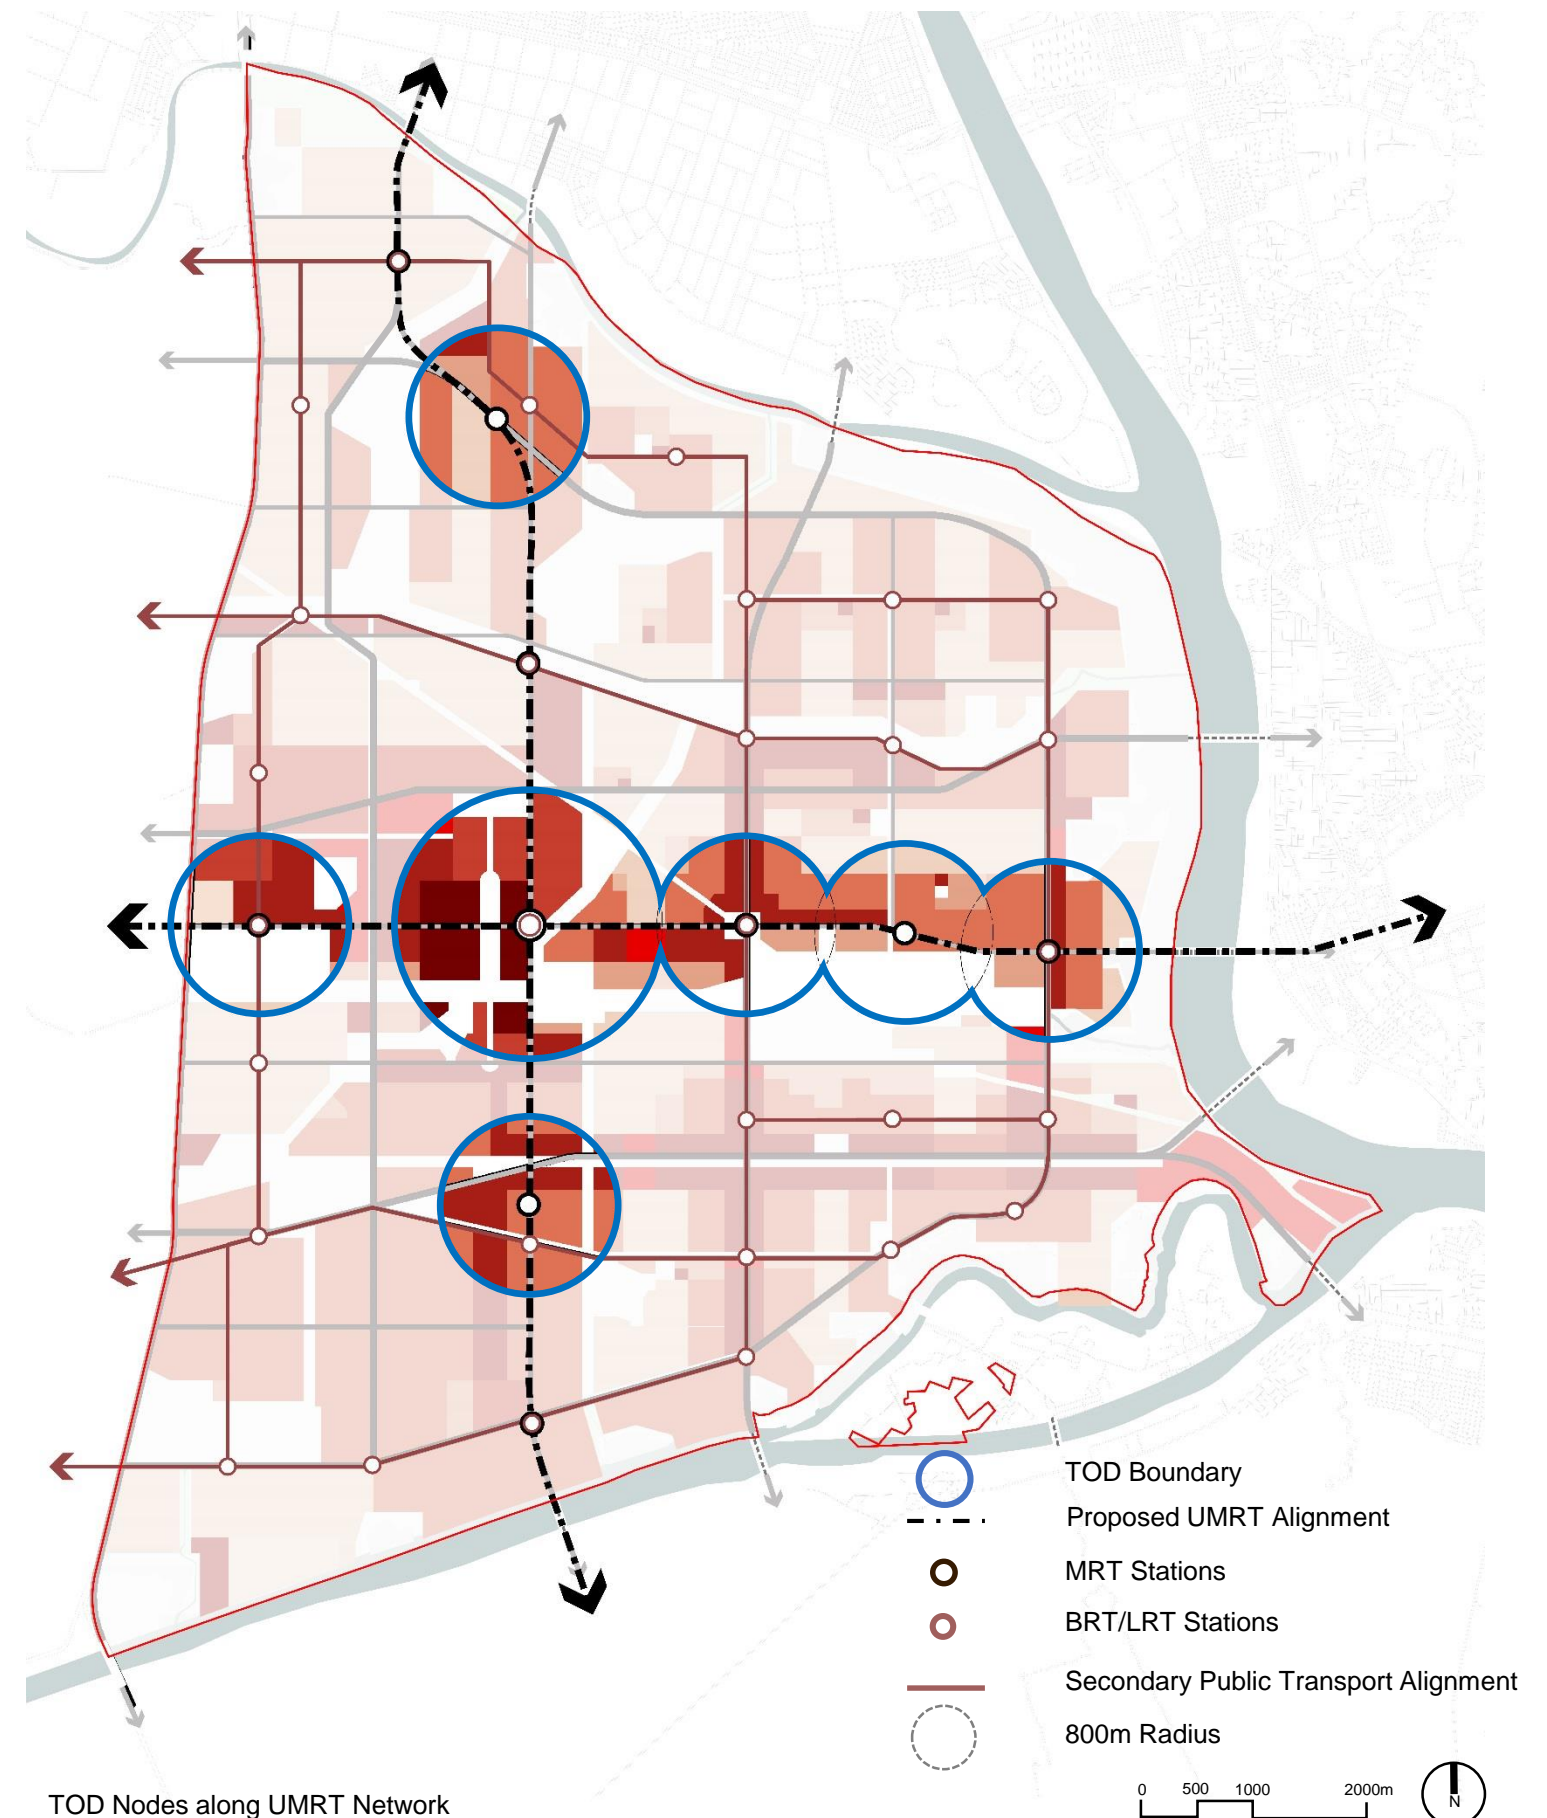 TOD Boundary
Proposed UMRT Alignment
MRT Stations
BRT/LRT Stations
Secondary Public Transport Alignment
800m Radius
0 500 1000 2000m
N
TOD Nodes along UMRT Network